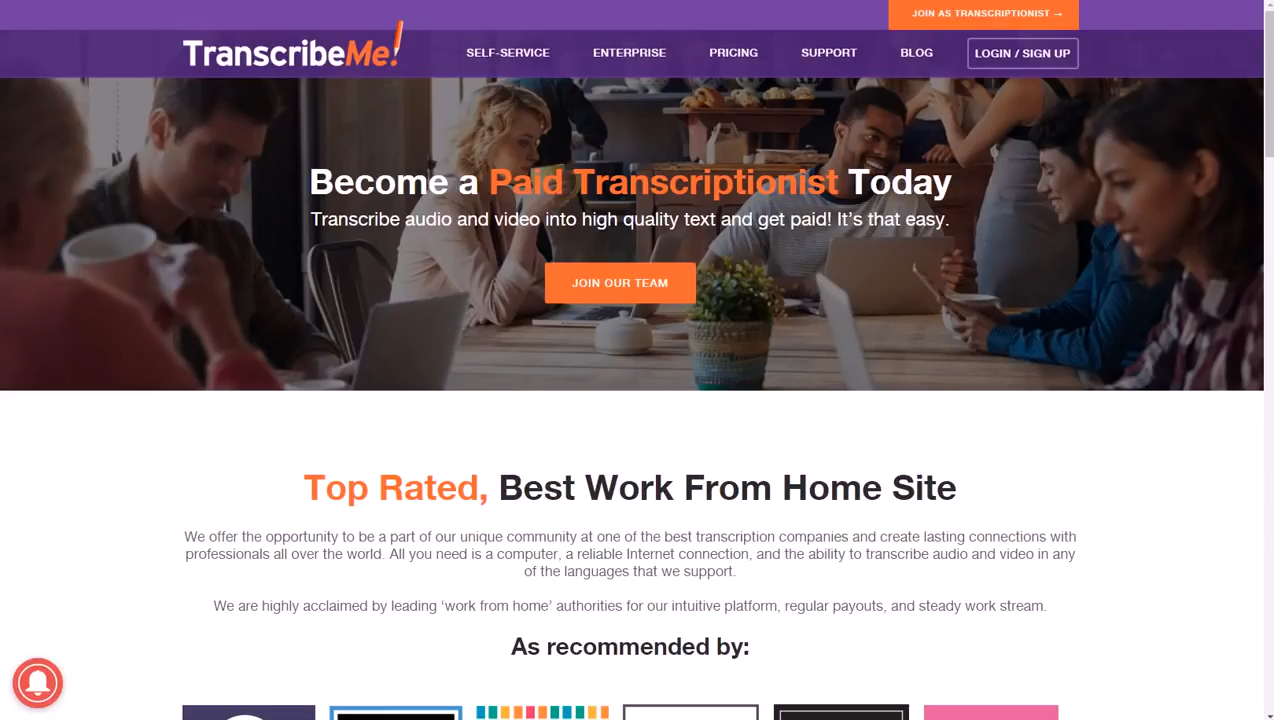 JOIN AS TRANSCRIPTIONIST →
TranscribeMe!
SELF-SERVICE
ENTERPRISE
PRICING
SUPPORT
BLOG
LOGIN / SIGN UP
Become a Paid Transcriptionist Today
Transcribe audio and video into high quality text and get paid! It’s that easy.
JOIN OUR TEAM
Top Rated, Best Work From Home Site
We offer the opportunity to be a part of our unique community at one of the best transcription companies and create lasting connections with
professionals all over the world. All you need is a computer, a reliable Internet connection, and the ability to transcribe audio and video in any
of the languages that we support.
We are highly acclaimed by leading ‘work from home’ authorities for our intuitive platform, regular payouts, and steady work stream.
As recommended by: